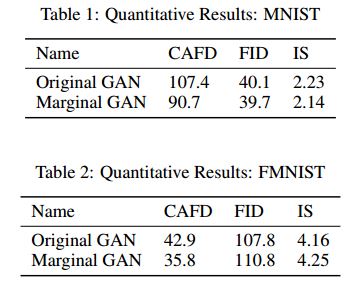 Table 1: Quantitative Results: MNIST
Name CAFD FID IS
Original GAN 107.4 40.1 2.23
Marginal GAN 90.7 39.7 2.14
Table 2: Quantitative Results: FMNIST
Name CAFD FID IS
Original GAN 42.9 107.8 4.16
Marginal GAN 35.8 110.8 4.25